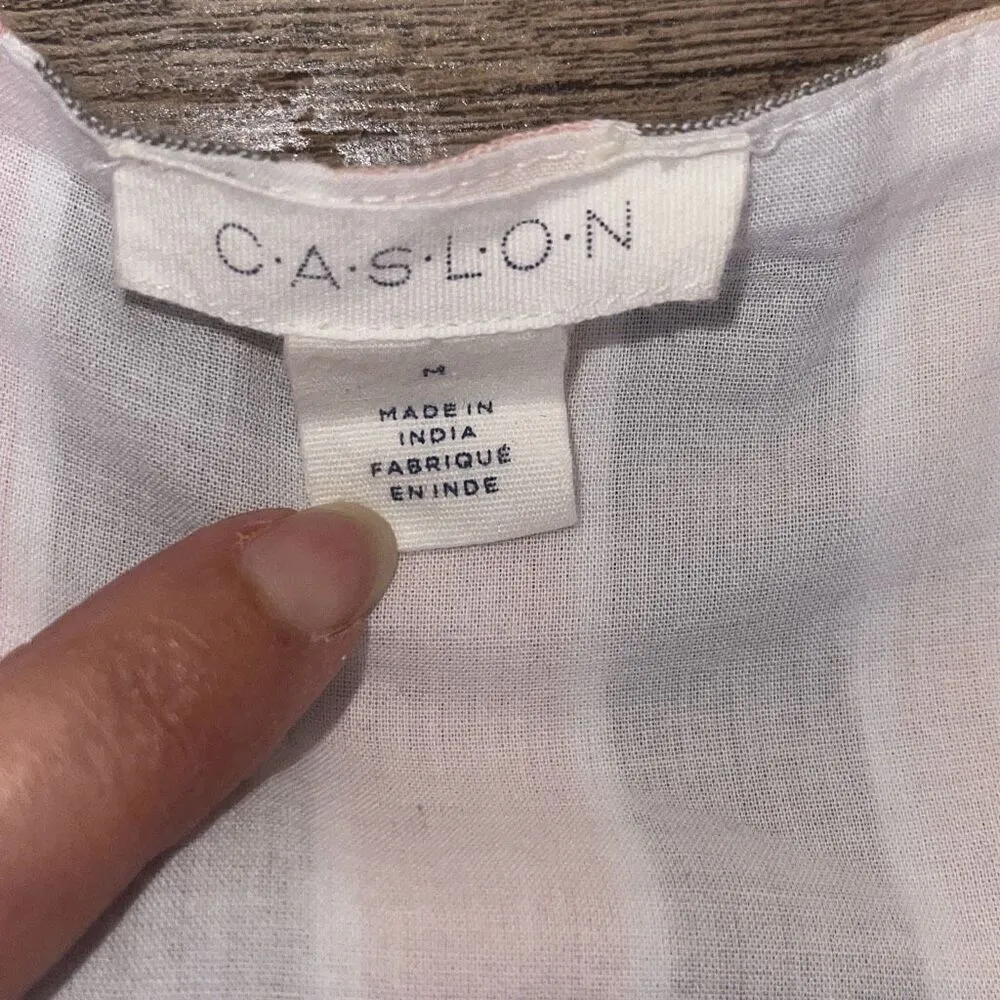 C·A·S·L·O·N
M
MADE IN
INDIA
FABRIQUÉ
EN INDE